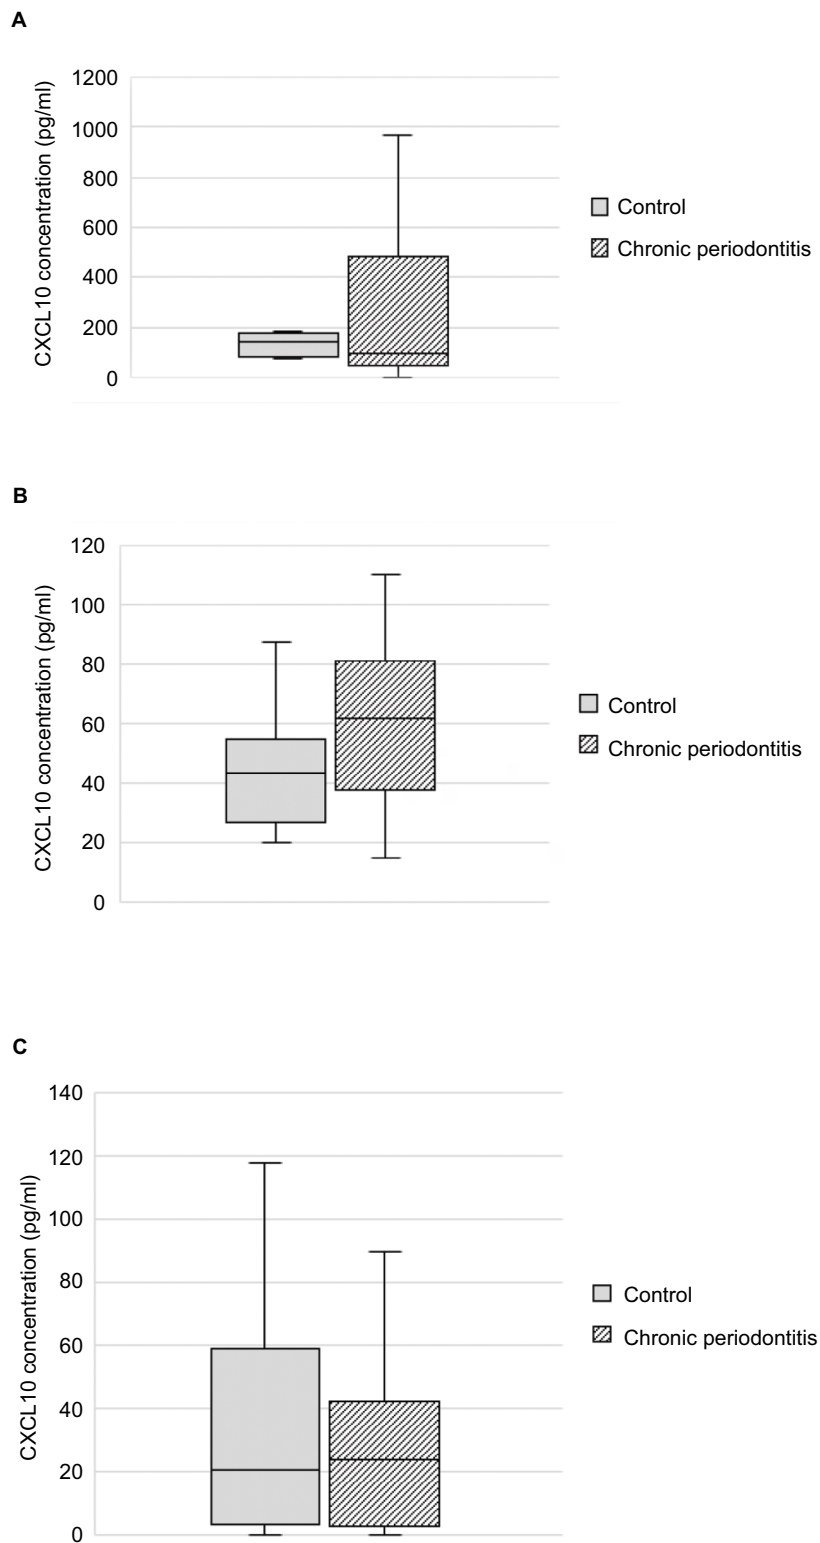 A
CXCL10 concentration (pg/ml)
1200
1000
800
600
400
200
0
Control
Chronic periodontitis
B
CXCL10 concentration (pg/ml)
120
100
80
60
40
20
0
Control
Chronic periodontitis
C
CXCL10 concentration (pg/ml)
140
120
100
80
60
40
20
0
Control
Chronic periodontitis